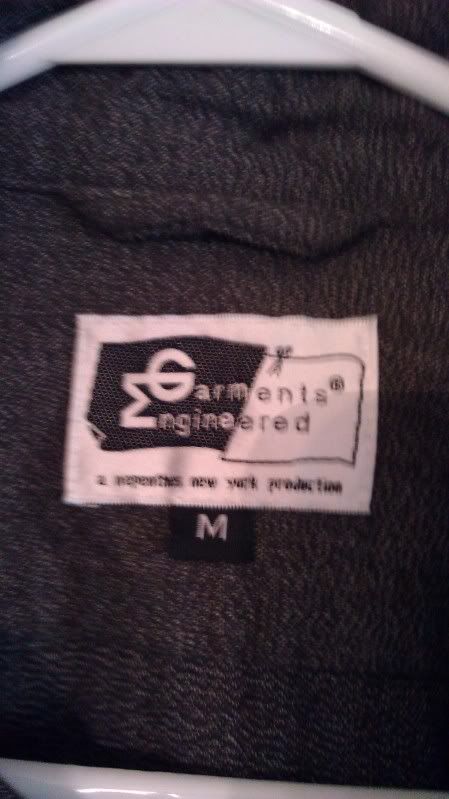 Garments®
Engineered
a nepenthes new york production
M